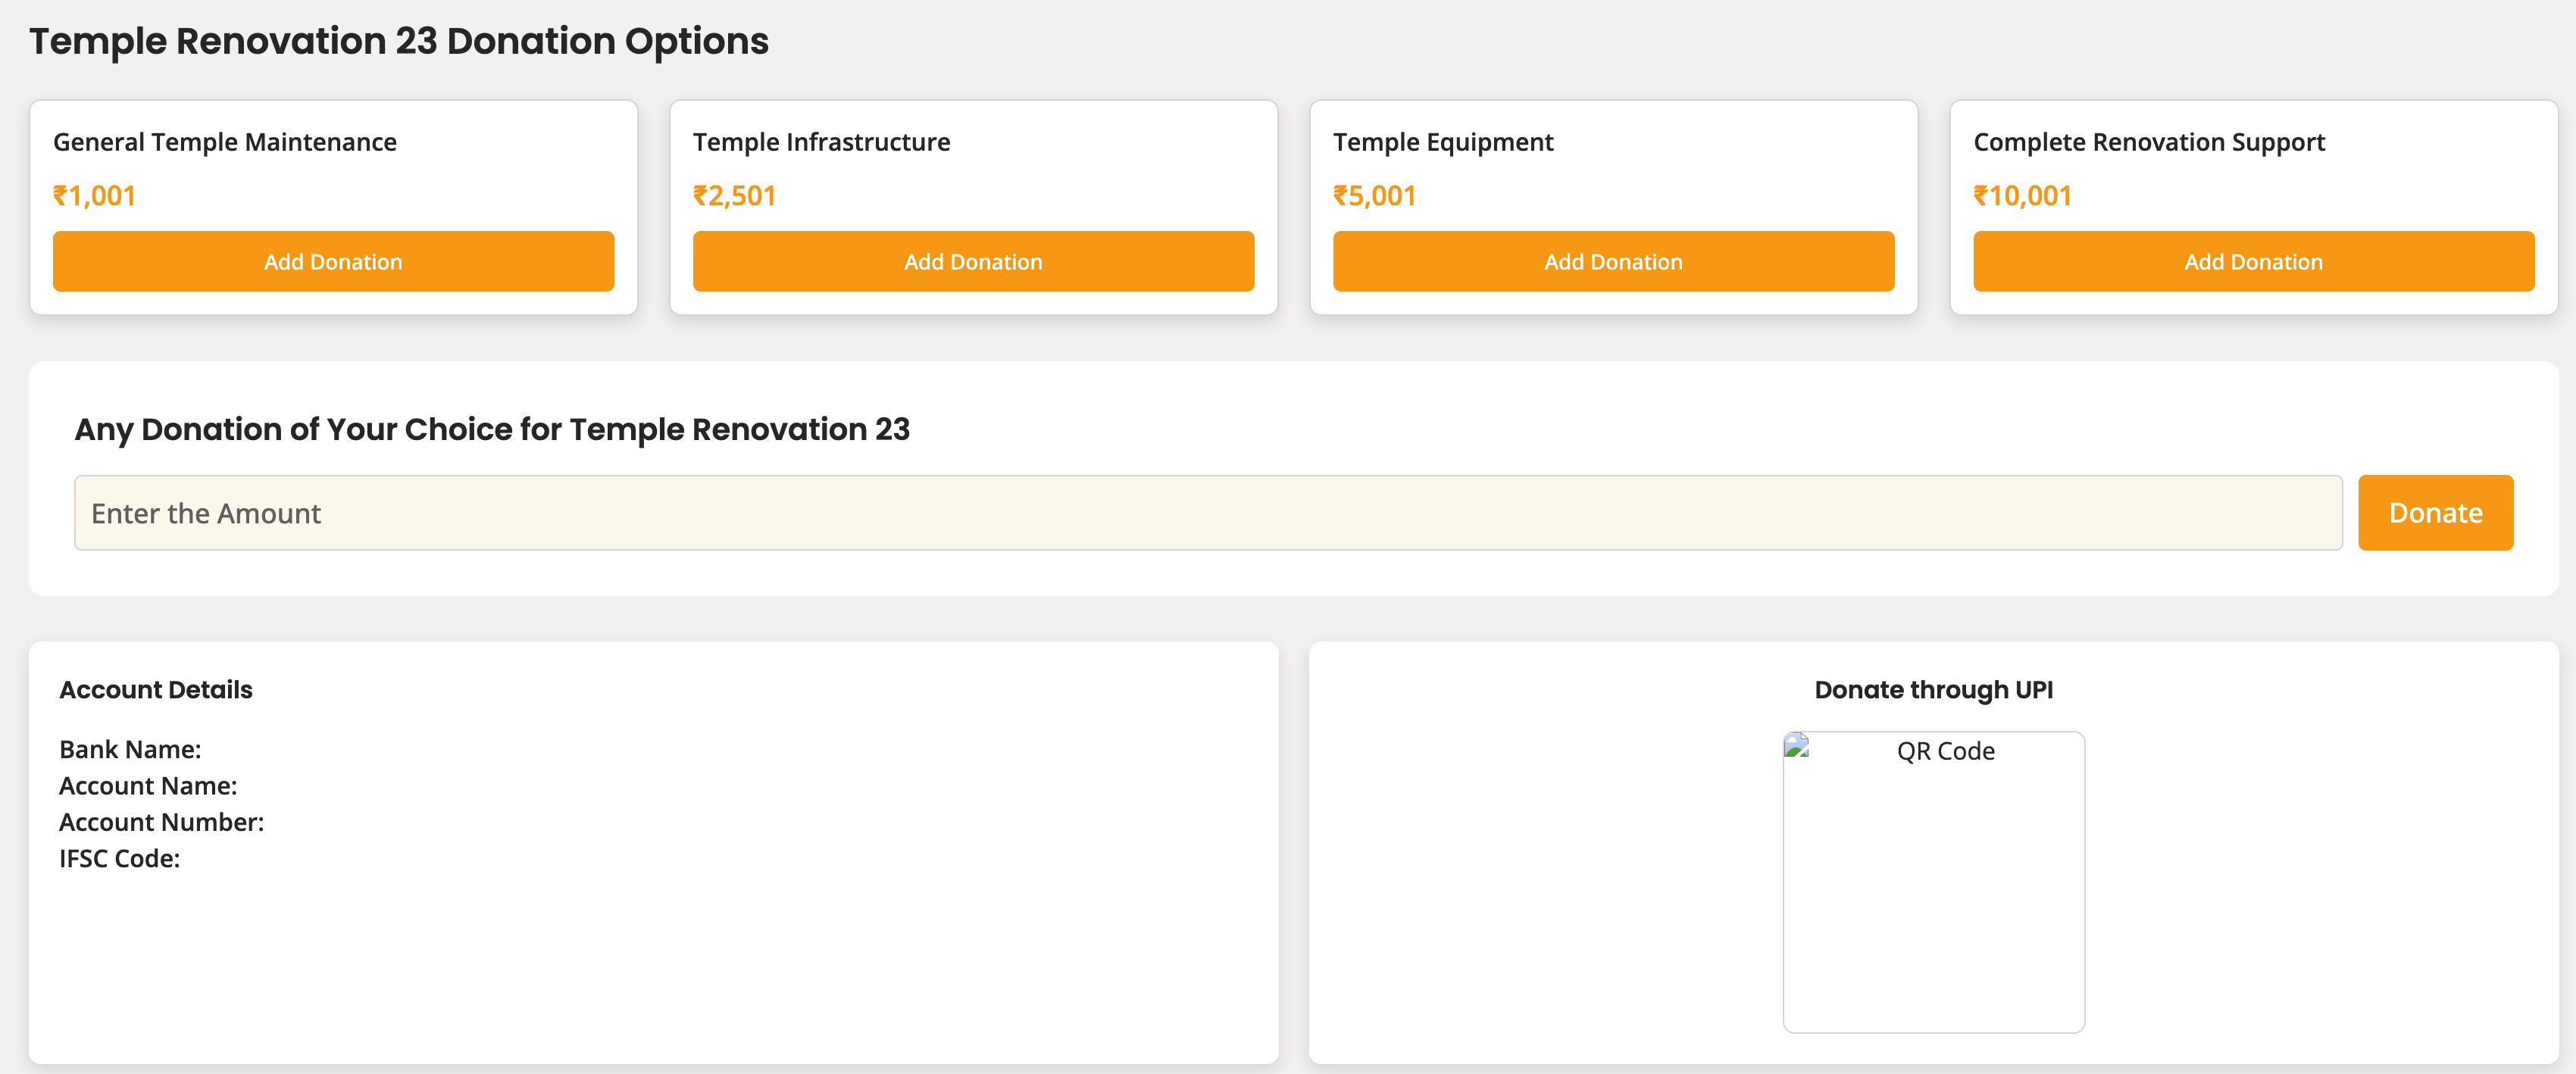 Temple Renovation 23 Donation Options
General Temple Maintenance
₹1,001
Add Donation
Temple Infrastructure
₹2,501
Add Donation
Temple Equipment
₹5,001
Add Donation
Complete Renovation Support
₹10,001
Add Donation
Any Donation of Your Choice for Temple Renovation 23
Enter the Amount
Donate
Account Details
Bank Name:
Account Name:
Account Number:
IFSC Code:
Donate through UPI
QR Code